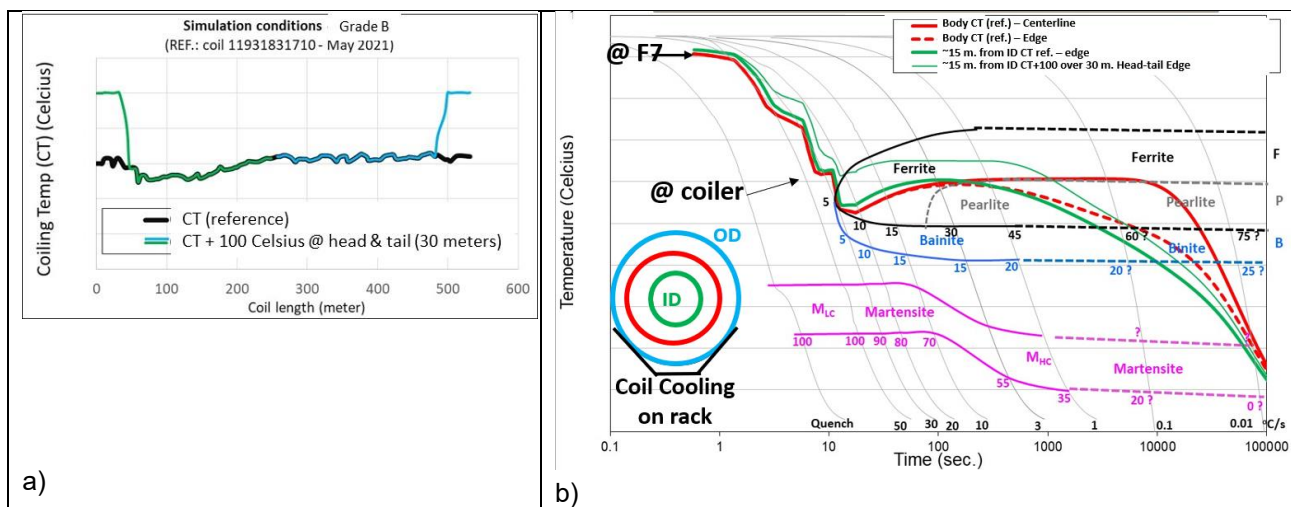 Simulation conditions Grade B
(REF.: coil 11931831710 - May 2021)
Coiling Temp (CT) (Celcius)
CT (reference)
CT + 100 Celsius @ head & tail (30 meters)
0 100 200 300 400 500 600
Coil length (meter)
a)
Temperature (Celcius)
Body CT (ref.) – Centerline
Body CT (ref.) – Edge
~15 m. from ID CT ref. – edge
~15 m. from ID CT+100 over 30 m. Head-tail Edge
@ F7
@ coiler
Ferrite
Ferrite
F
Pearlite
Pearlite
P
Bainite
Binite
B
5
10
15
30
45
60 ?
75 ?
5
10
15
15
20
20 ?
25 ?
OD
ID
Coil Cooling
on rack
MLC
Martensite
?
100
100
90
80
70
MHC
Martensite
55
35
20 ?
0 ?
Quench 50 30 20 10 3 1 0.1 0.01 ºC/s
0.1 1 10 100 1000 10000 100000
Time (sec.)
b)